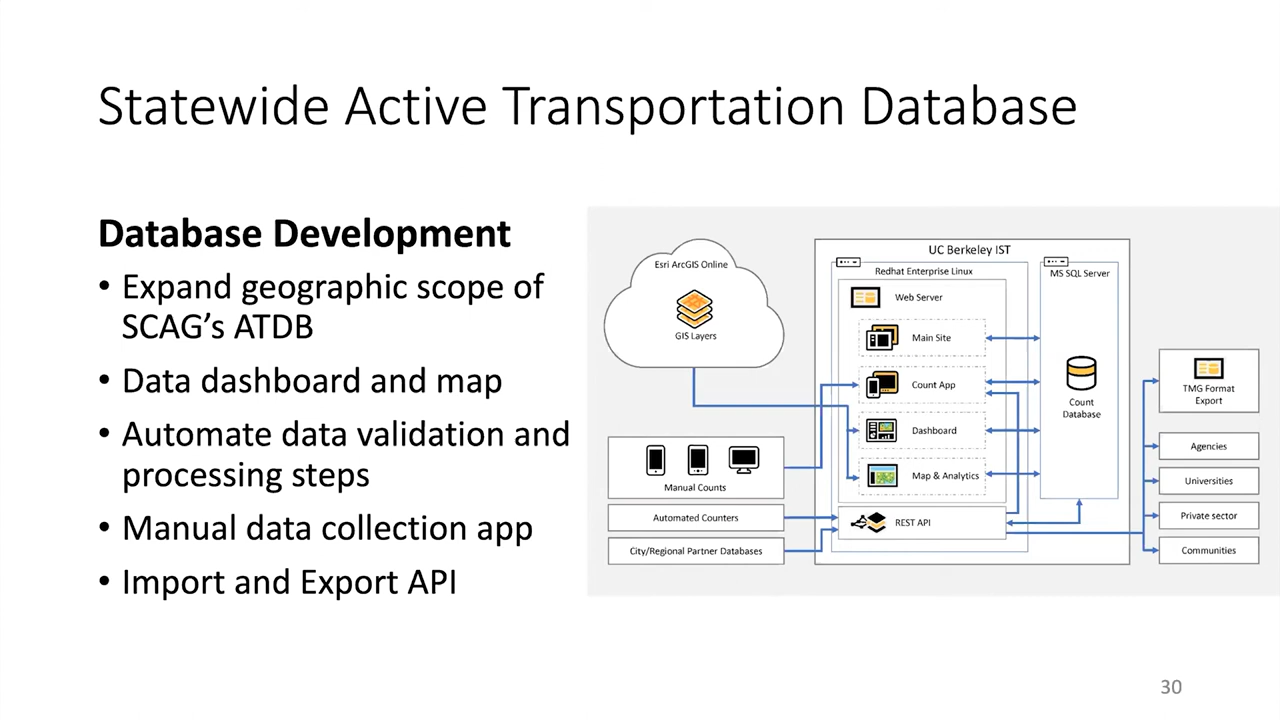 Statewide Active Transportation Database
Database Development
• Expand geographic scope of
SCAG's ATDB
• Data dashboard and map
• Automate data validation and
processing steps
• Manual data collection app
• Import and Export API
Esri ArcGIS Online
GIS Layers
Manual Counts
Automated Counters
City/Regional Partner Databases
UC Berkeley IST
Redhat Enterprise Linux
Web Server
Main Site
Count App
Dashboard
Map & Analytics
REST API
MS SQL Server
Count
Database
TMG Format
Export
Agencies
Universities
Private sector
Communities
30